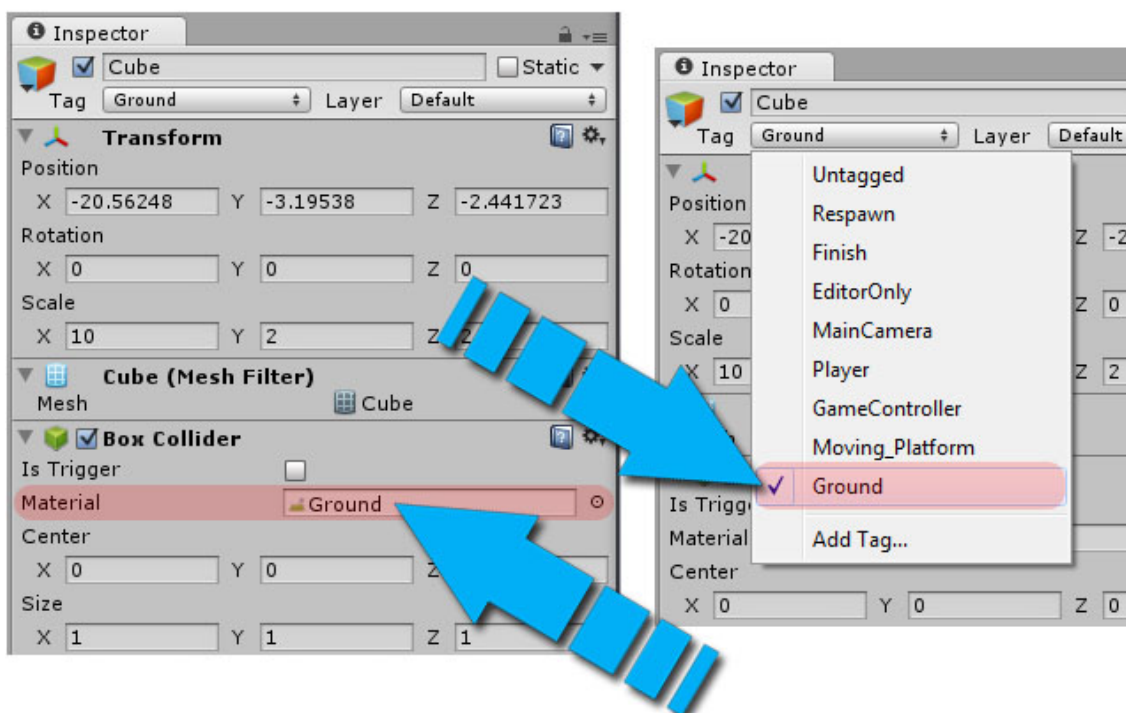 Inspector
Cube Static
Tag Ground Layer Default
Transform
Position
X -20.56248 Y -3.19538 Z -2.441723
Rotation
X 0 Y 0 Z 0
Scale
X 10 Y 2 Z 2
Cube (Mesh Filter)
Mesh Cube
Box Collider
Is Trigger
Material Ground
Center
X 0 Y 0 Z
Size
X 1 Y 1 Z 1
Inspector
Cube
Tag Ground Layer Default
Untagged
Respawn
Finish
EditorOnly
MainCamera
Player
GameController
Moving_Platform
Ground
Add Tag...
Position
X -20 Z -2
Rotation
X 0 Z 0
Scale
X 10 Z 2
Is Trigg
Material
Center
X 0 Y 0 Z 0